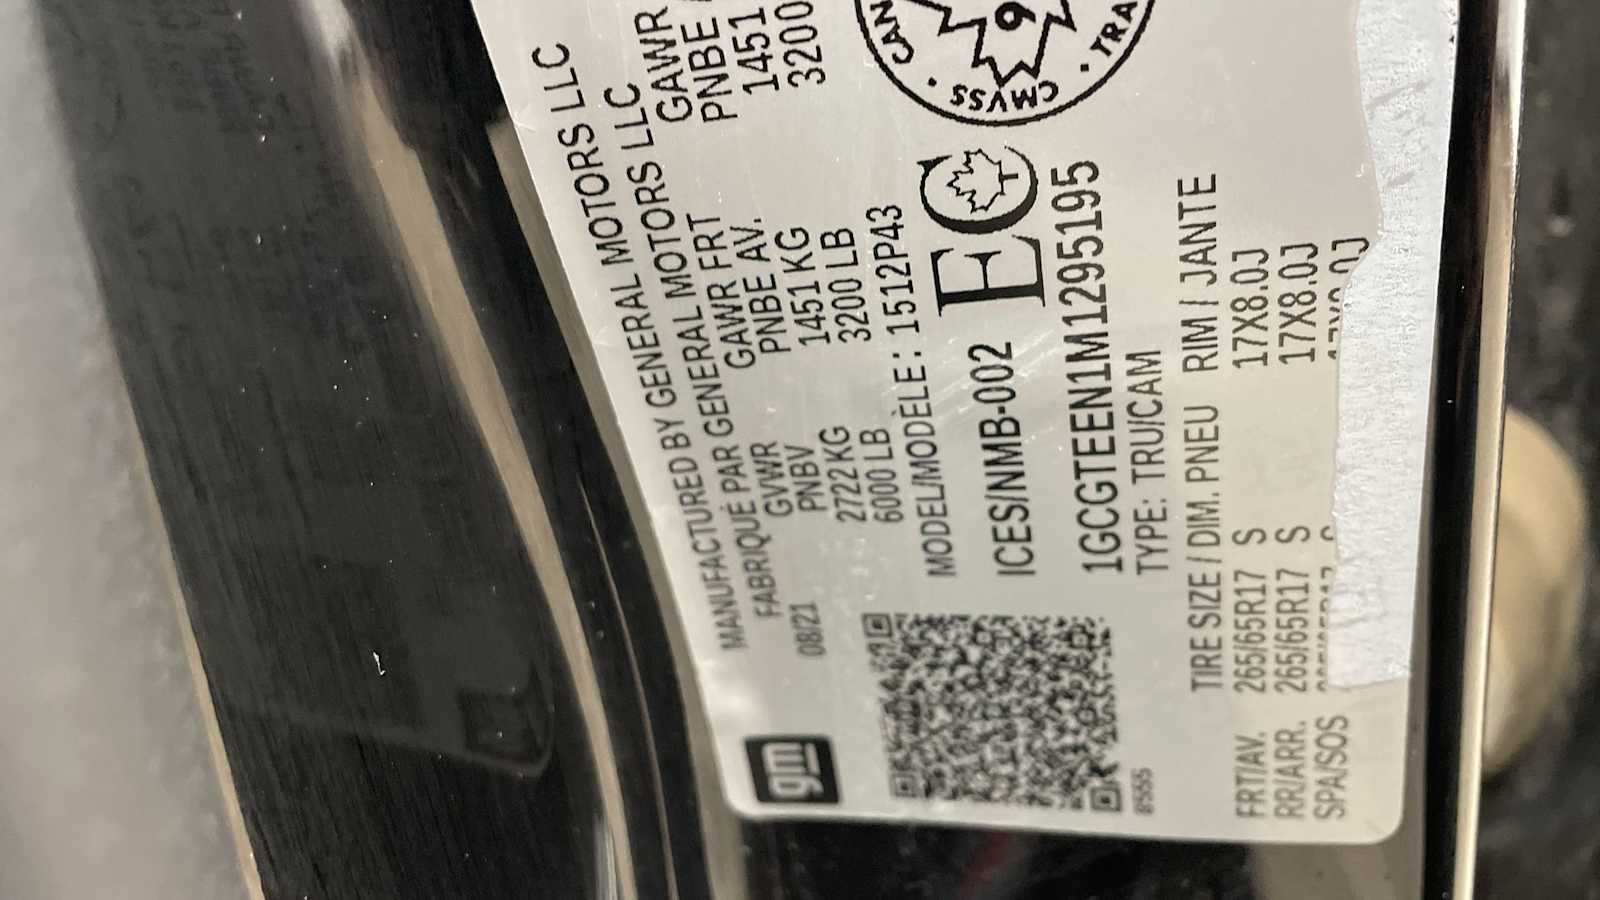 gm
MANUFACTURED BY GENERAL MOTORS LLC
FABRIQUÉ PAR GENERAL MOTORS LLC
08/21 GVWR GAWR FRT GAWR
PNBV PNBE AV. PNBE
2722 KG 1451 KG 1451
6000 LB 3200 LB 3200
MODEL/MODÈLE: 1512P43
ICES/NMB-002 EC T
CMVSS
1GCGTEEN1M1295195
TYPE: TRU/CAM
8555
TIRE SIZE / DIM. PNEU RIM / JANTE
FRT/AV. 265/65R17 S 17X8.0J
RR/ARR. 265/65R17 S 17X8.0J
SPA/SOS